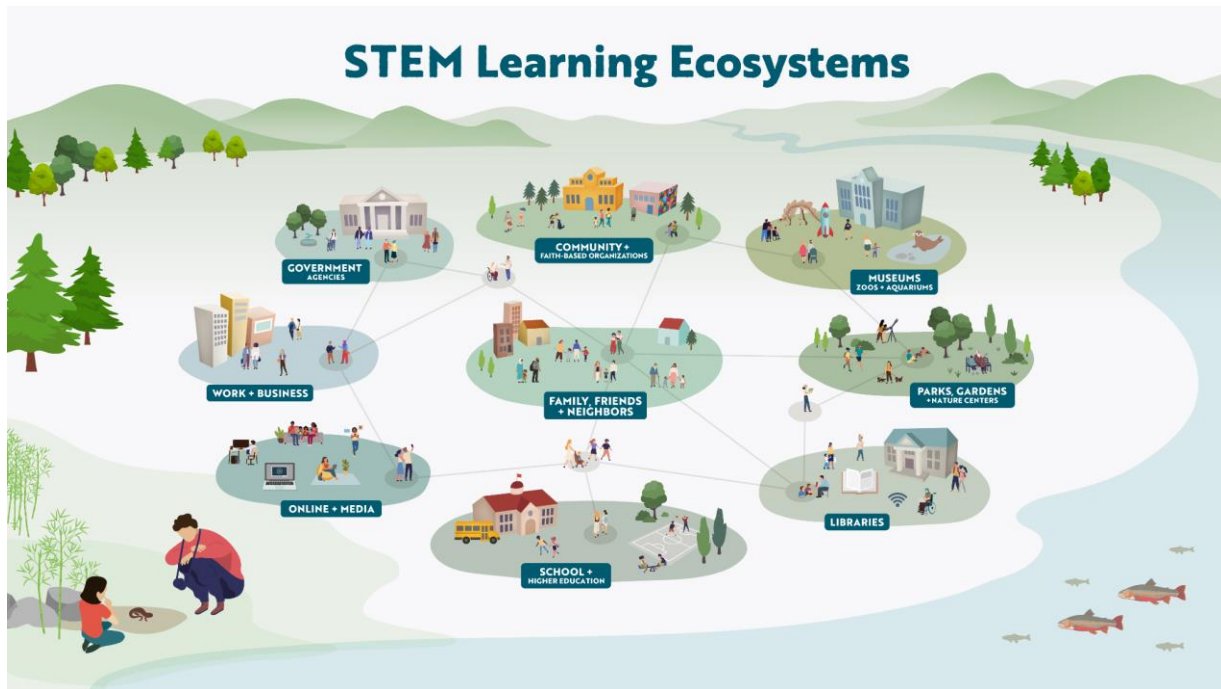 STEM Learning Ecosystems
GOVERNMENT
AGENCIES
COMMUNITY +
FAITH-BASED ORGANIZATIONS
MUSEUMS
ZOOS + AQUARIUMS
WORK + BUSINESS
FAMILY, FRIENDS
+ NEIGHBORS
PARKS, GARDENS
+ NATURE CENTERS
ONLINE + MEDIA
SCHOOL +
HIGHER EDUCATION
LIBRARIES